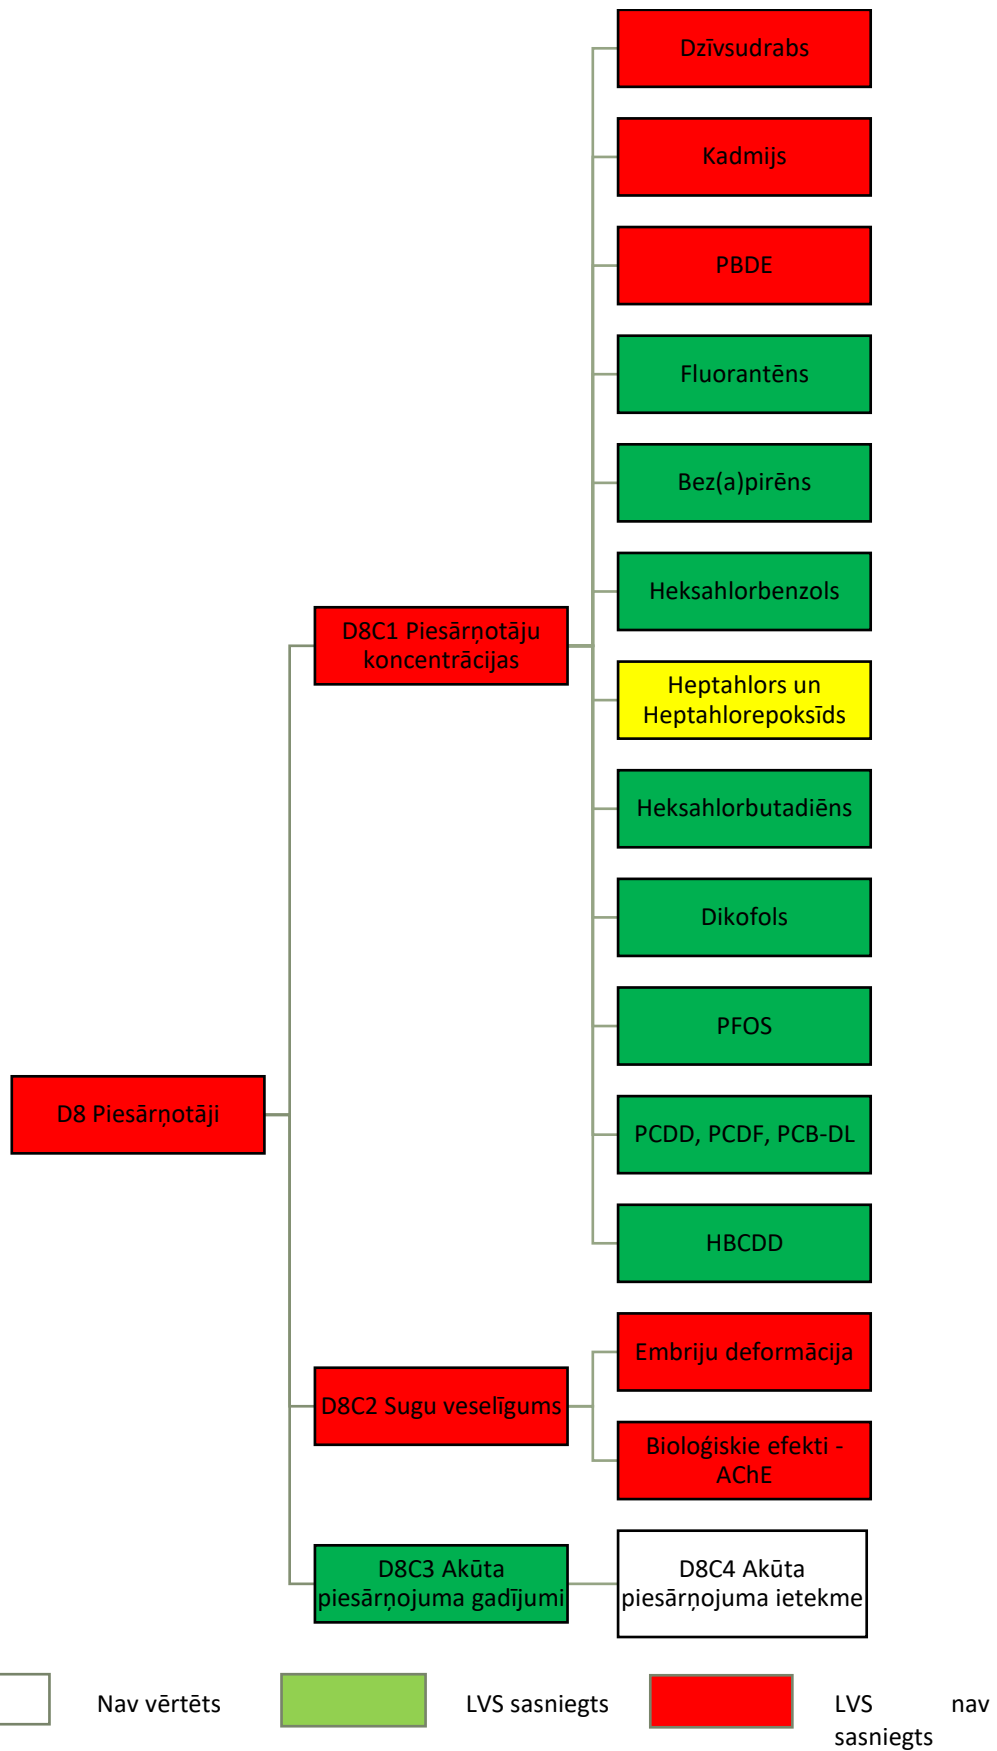 Dzīvsudrabs
Kadmijs
PBDE
Fluorantēns
Bez(a)pirēns
Heksahlorbenzols
D8C1 Piesārņotāju
koncentrācijas
Heptahlors un
Heptahlorepoksīds
Heksahlorbutadiēns
Dikofols
PFOS
D8 Piesārņotāji
PCDD, PCDF, PCB-DL
HBCDD
Embriju deformācija
D8C2 Sugu veselīgums
Bioloģiskie efekti -
AChE
D8C3 Akūta
piesārņojuma gadījumi
D8C4 Akūta
piesārņojuma ietekme
Nav vērtēts
LVS sasniegts
LVS nav
sasniegts